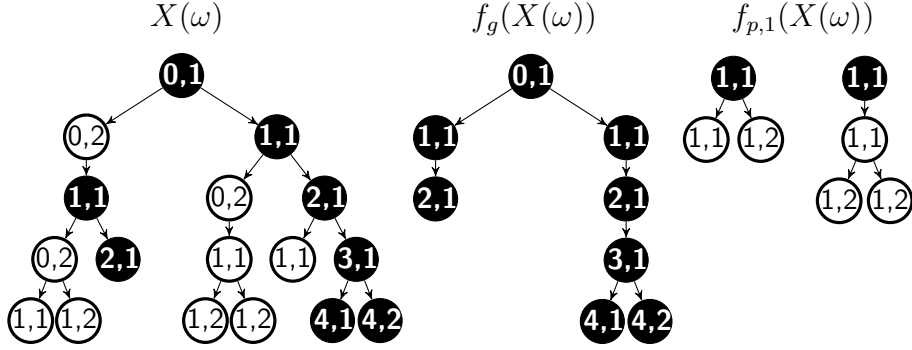 X(ω) f_g(X(ω)) f_{p,1}(X(ω))
0,1 0,1 1,1 1,1
0,2 1,1 1,1 1,1 1,1 1,2 1,1
1,1 0,2 2,1 2,1 2,1 1,2 1,2
0,2 2,1 1,1 1,1 3,1 3,1
1,1 1,2 1,2 1,2 4,1 4,2 4,1 4,2